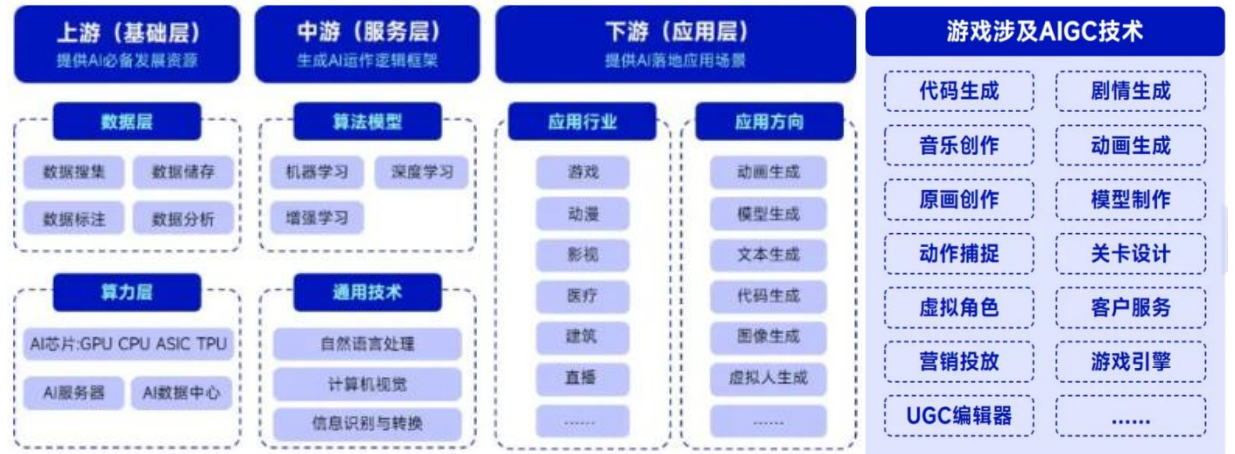 上游（基础层）
提供AI必备发展资源
数据层
数据搜集 数据储存
数据标注 数据分析
算力层
AI芯片:GPU CPU ASIC TPU
AI服务器 AI数据中心
中游（服务层）
生成AI运作逻辑框架
算法模型
机器学习 深度学习
增强学习
通用技术
自然语言处理
计算机视觉
信息识别与转换
下游（应用层）
提供AI落地应用场景
应用行业
游戏
动漫
影视
医疗
建筑
直播
......
应用方向
动画生成
模型生成
文本生成
代码生成
图像生成
虚拟人生成
......
游戏涉及AIGC技术
代码生成 剧情生成
音乐创作 动画生成
原画创作 模型制作
动作捕捉 关卡设计
虚拟角色 客户服务
营销投放 游戏引擎
UGC编辑器 ......